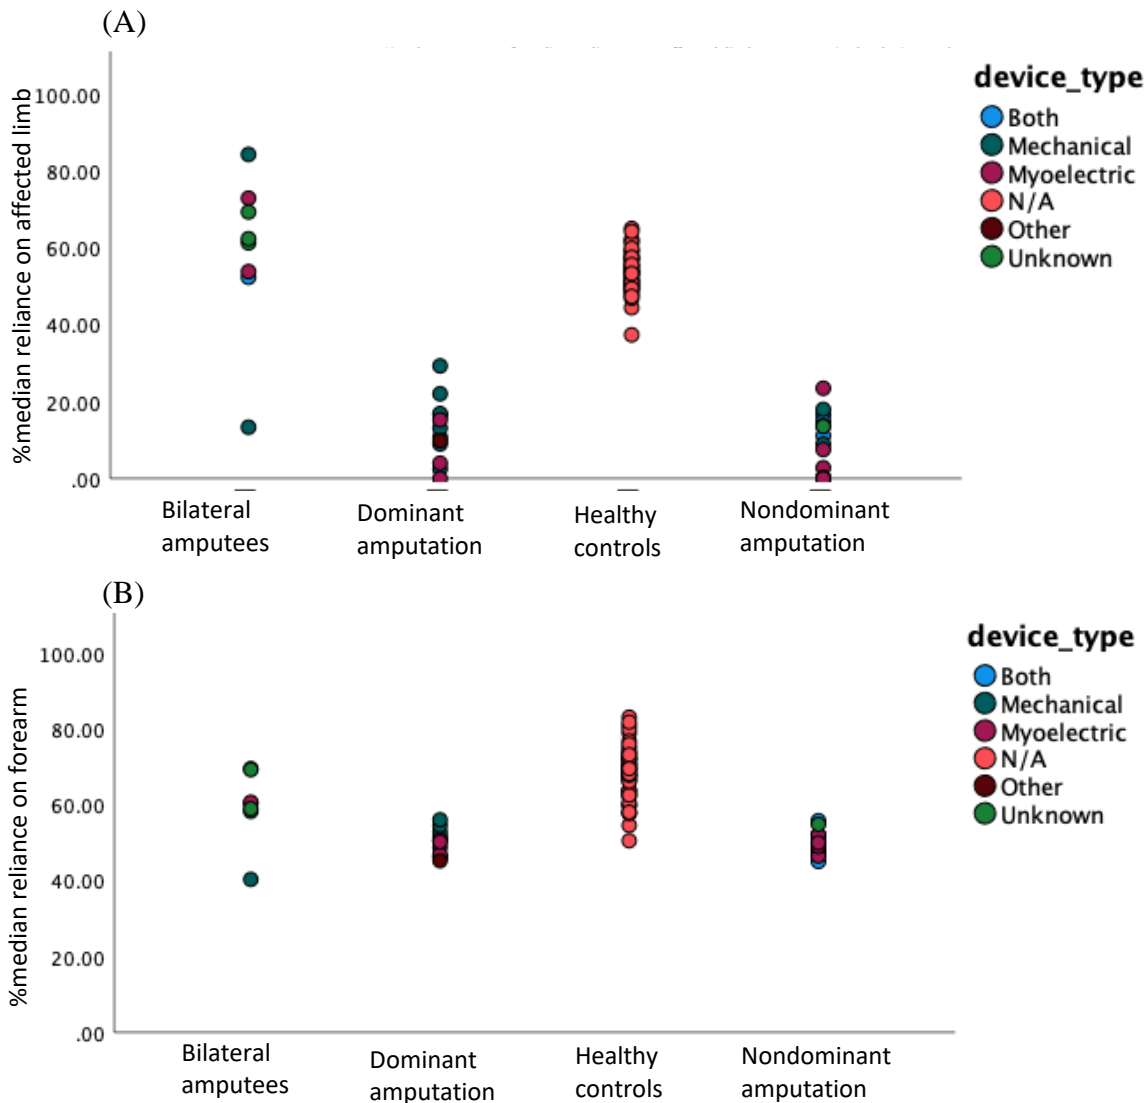 (A)
%median reliance on affected limb
100.00
80.00
60.00
40.00
20.00
.00
Bilateral
amputees
Dominant
amputation
Healthy
controls
Nondominant
amputation
device_type
Both
Mechanical
Myoelectric
N/A
Other
Unknown
(B)
%median reliance on forearm
100.00
80.00
60.00
40.00
20.00
.00
Bilateral
amputees
Dominant
amputation
Healthy
controls
Nondominant
amputation
device_type
Both
Mechanical
Myoelectric
N/A
Other
Unknown